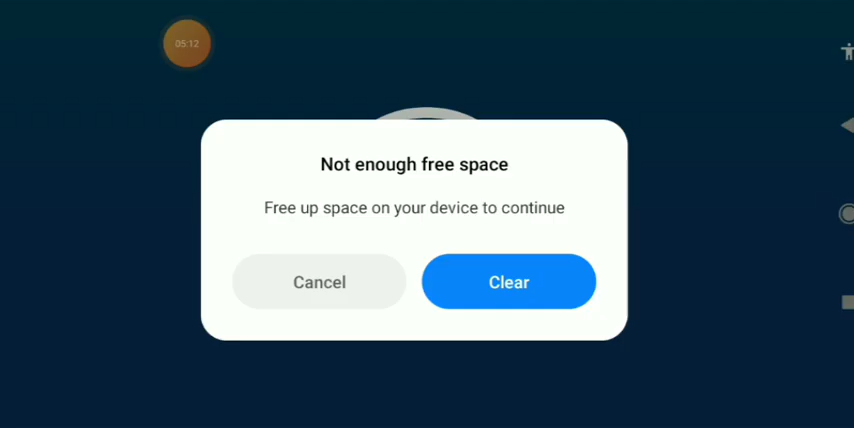 05:12
Not enough free space
Free up space on your device to continue
Cancel
Clear